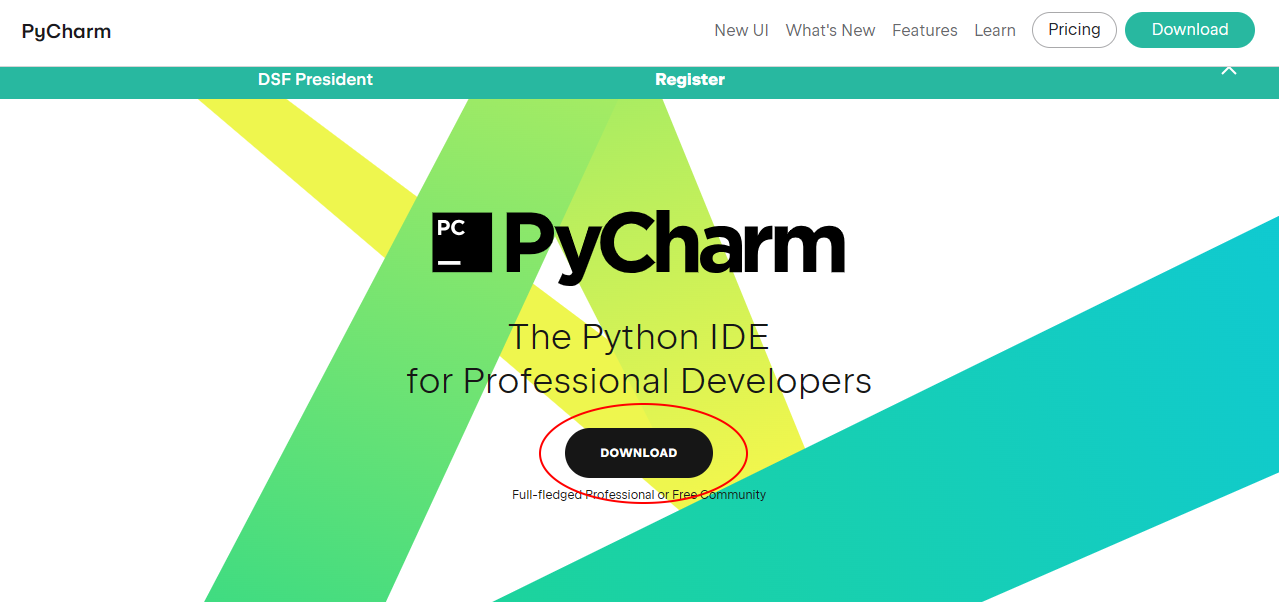 PyCharm New UI What's New Features Learn Pricing Download
DSF President Register
PC PyCharm
The Python IDE
for Professional Developers
DOWNLOAD
Full-fledged Professional or Free Community